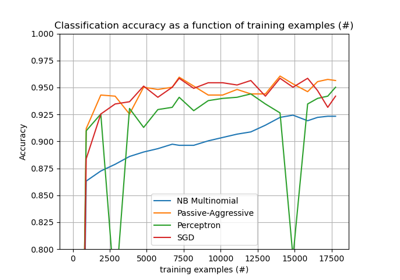 Classification accuracy as a function of training examples (#)
1.000
0.975
0.950
0.925
0.900
0.875
0.850
0.825
0.800
Accuracy
NB Multinomial
Passive-Aggressive
Perceptron
SGD
0 2500 5000 7500 10000 12500 15000 17500
training examples (#)